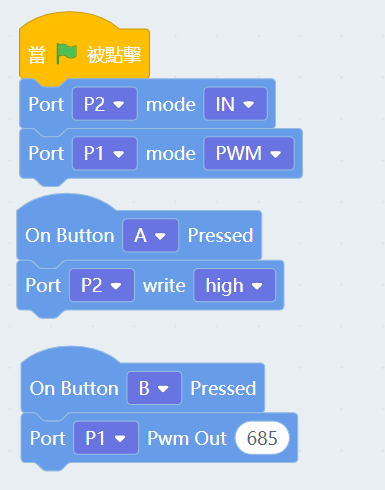 當 被點擊
Port P2 mode IN
Port P1 mode PWM
On Button A Pressed
Port P2 write high
On Button B Pressed
Port P1 Pwm Out 685